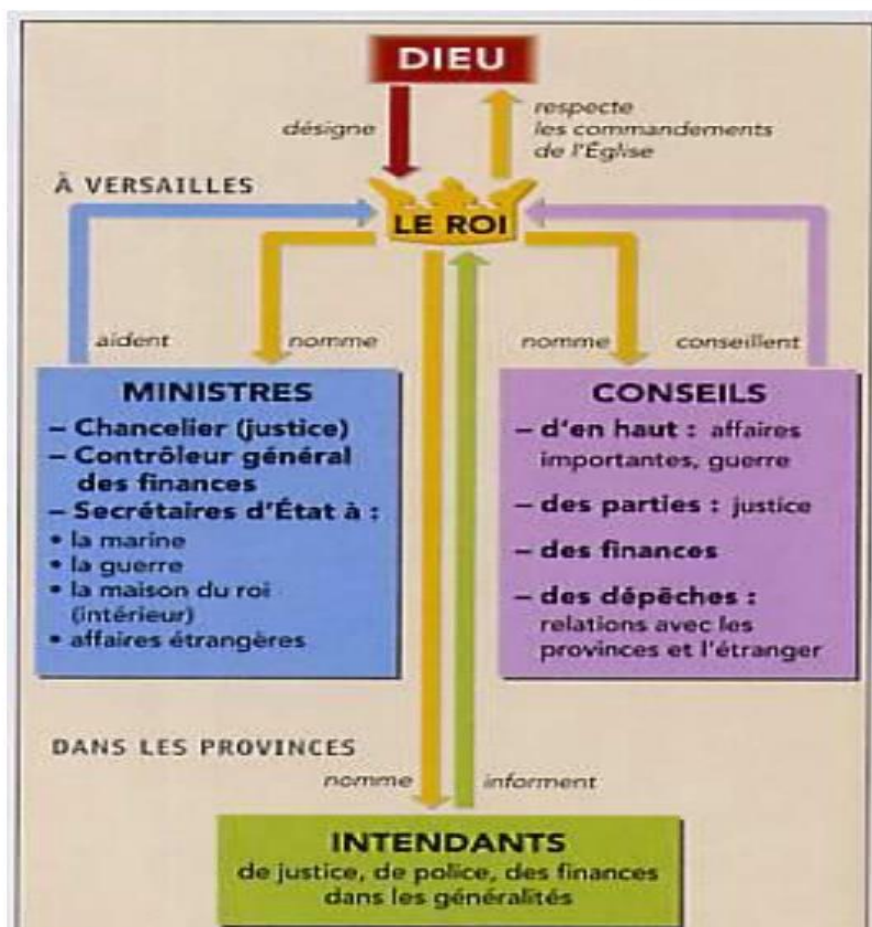 DIEU
désigne
respecte
les commandements
de l'Église
À VERSAILLES
LE ROI
aident
nomme
nomme
conseillent
MINISTRES
– Chancelier (justice)
– Contrôleur général
des finances
– Secrétaires d'État à :
• la marine
• la guerre
• la maison du roi
(intérieur)
• affaires étrangères
CONSEILS
– d'en haut : affaires
importantes, guerre
– des parties : justice
– des finances
– des dépêches :
relations avec les
provinces et l'étranger
DANS LES PROVINCES
nomme
informent
INTENDANTS
de justice, de police, des finances
dans les généralités